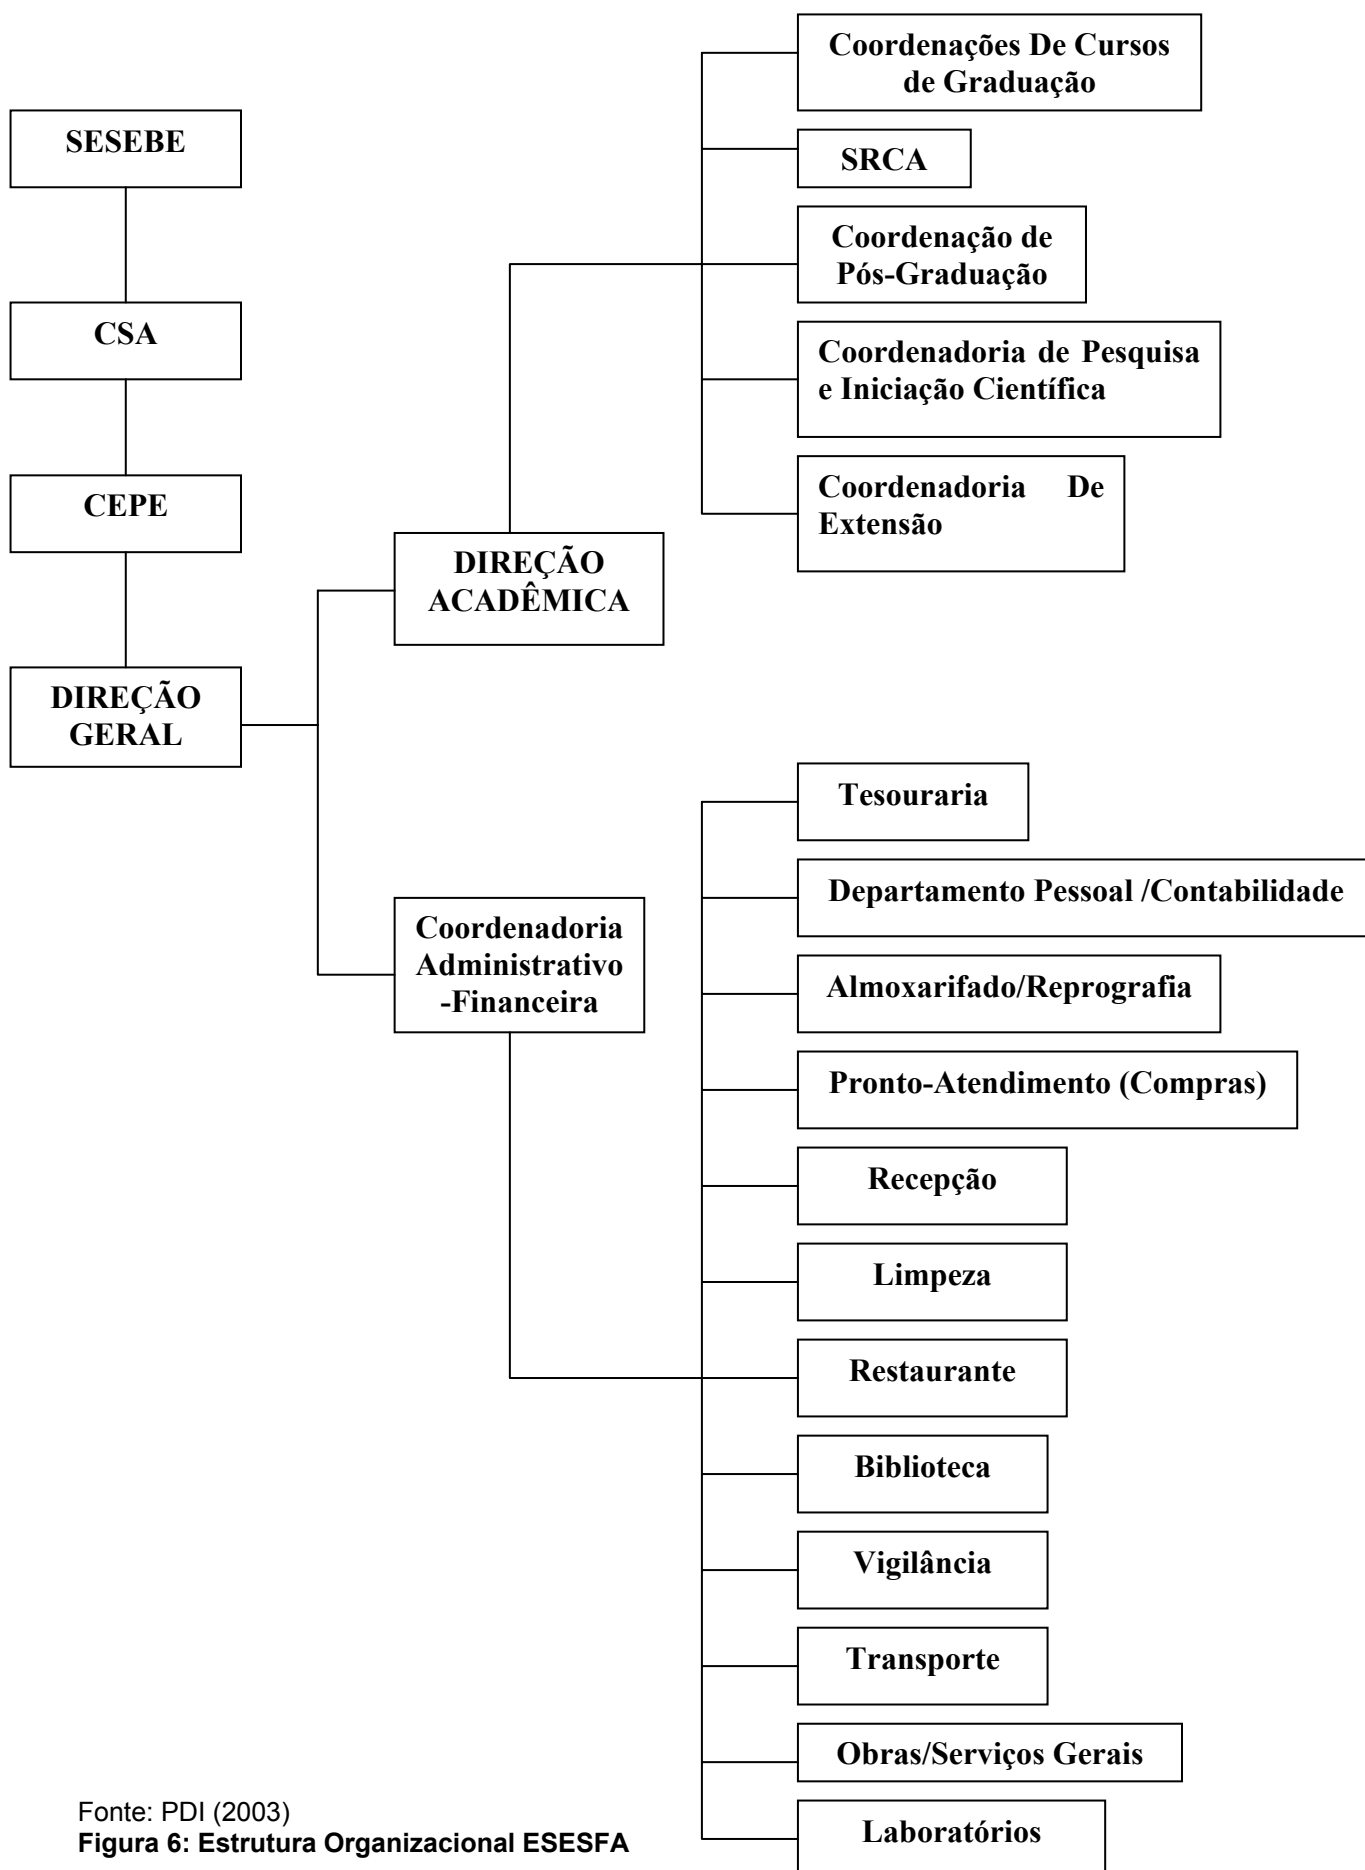 SESEBE
CSA
CEPE
DIREÇÃO
GERAL
DIREÇÃO
ACADÊMICA
Coordenações De Cursos
de Graduação
SRCA
Coordenação de
Pós-Graduação
Coordenadoria de Pesquisa
e Iniciação Científica
Coordenadoria De
Extensão
Coordenadoria
Administrativo
-Financeira
Tesouraria
Departamento Pessoal /Contabilidade
Almoxarifado/Reprografia
Pronto-Atendimento (Compras)
Recepção
Limpeza
Restaurante
Biblioteca
Vigilância
Transporte
Obras/Serviços Gerais
Laboratórios
Fonte: PDI (2003)
Figura 6: Estrutura Organizacional ESESFA